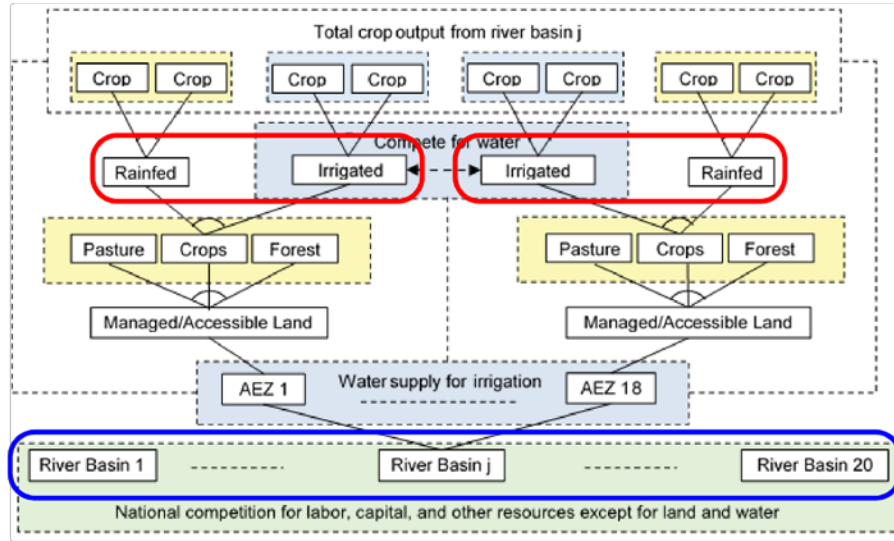 Total crop output from river basin j
Crop Crop Crop Crop Crop Crop Crop Crop
Compete for water
Rainfed Irrigated Irrigated Rainfed
Pasture Crops Forest Pasture Crops Forest
Managed/Accessible Land Managed/Accessible Land
AEZ 1 Water supply for irrigation AEZ 18
River Basin 1 River Basin j River Basin 20
National competition for labor, capital, and other resources except for land and water